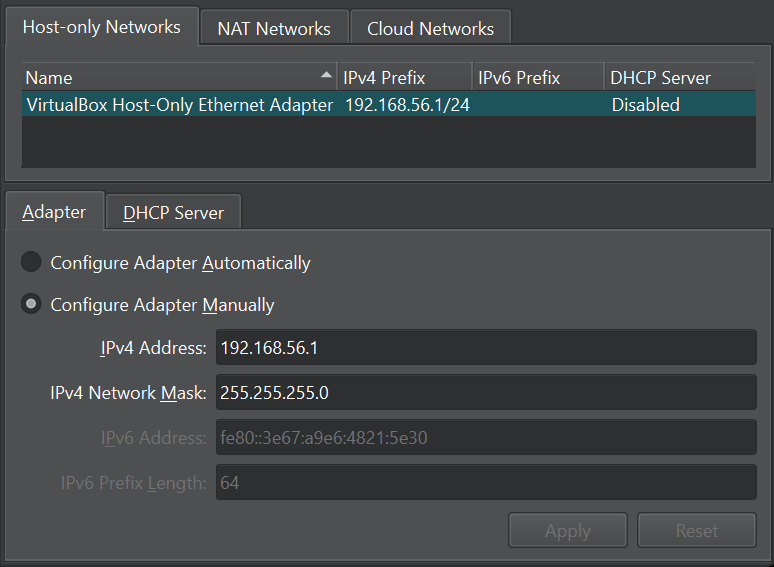 Host-only Networks NAT Networks Cloud Networks
Name IPv4 Prefix IPv6 Prefix DHCP Server
VirtualBox Host-Only Ethernet Adapter 192.168.56.1/24 Disabled
Adapter DHCP Server
Configure Adapter Automatically
Configure Adapter Manually
IPv4 Address: 192.168.56.1
IPv4 Network Mask: 255.255.255.0
IPv6 Address: fe80::3e67:a9e6:4821:5e30
IPv6 Prefix Length: 64
Apply Reset